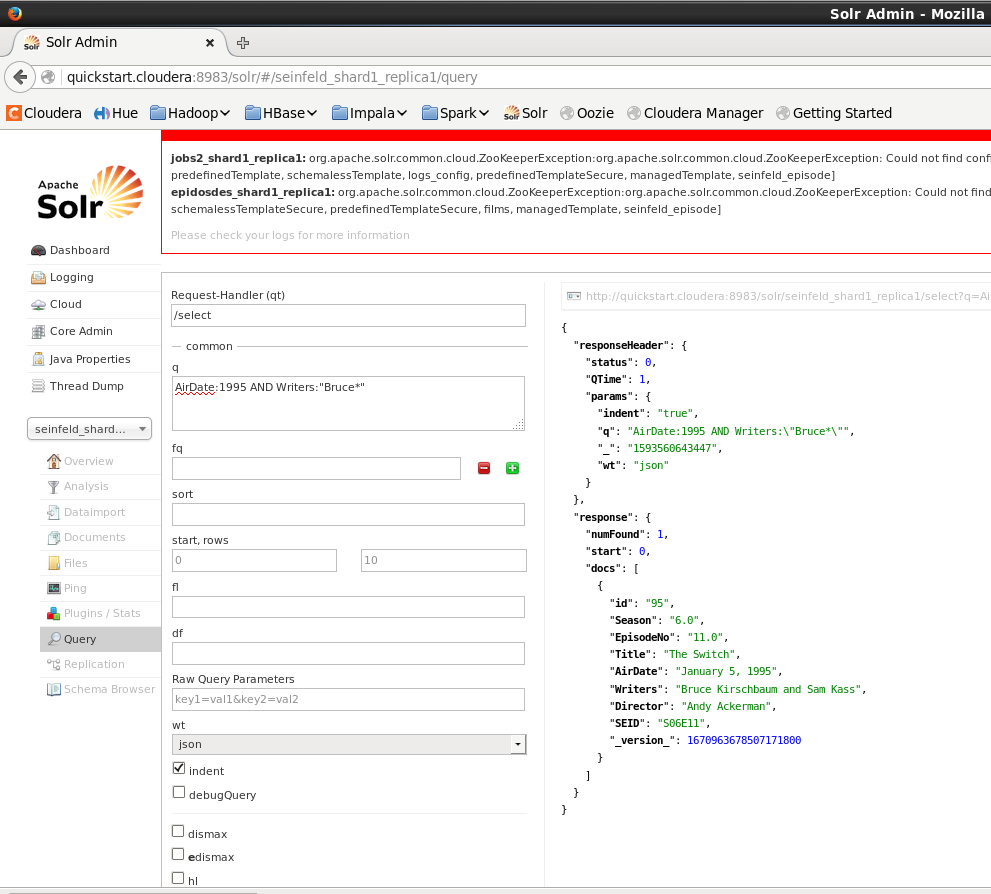 Solr Admin - Mozilla
Solr Admin
quickstart.cloudera:8983/solr/#/seinfeld_shard1_replica1/query
Cloudera Hue Hadoop HBase Impala Spark Solr Oozie Cloudera Manager Getting Started
jobs2_shard1_replica1: org.apache.solr.common.cloud.ZooKeeperException:org.apache.solr.common.cloud.ZooKeeperException: Could not find conf
predefinedTemplate, schemalessTemplate, logs_config, predefinedTemplateSecure, managedTemplate, seinfeld_episode]
epidosdes_shard1_replica1: org.apache.solr.common.cloud.ZooKeeperException:org.apache.solr.common.cloud.ZooKeeperException: Could not find
schemalessTemplateSecure, predefinedTemplateSecure, films, managedTemplate, seinfeld_episode]
Please check your logs for more information
Apache
Solr
Dashboard
Logging
Cloud
Core Admin
Java Properties
Thread Dump
seinfeld_shard...
Overview
Analysis
Dataimport
Documents
Files
Ping
Plugins / Stats
Query
Replication
Schema Browser
Request-Handler (qt)
/select
common
q
AirDate:1995 AND Writers:"Bruce*"
fq
sort
start, rows
0
10
fl
df
Raw Query Parameters
key1=val1&key2=val2
wt
json
indent
debugQuery
dismax
edismax
hl
http://quickstart.cloudera:8983/solr/seinfeld_shard1_replica1/select?q=Ai
{
"responseHeader": {
"status": 0,
"QTime": 1,
"params": {
"indent": "true",
"q": "AirDate:1995 AND Writers:\"Bruce*\"",
"_": "1593560643447",
"wt": "json"
}
},
"response": {
"numFound": 1,
"start": 0,
"docs": [
{
"id": "95",
"Season": "6.0",
"EpisodeNo": "11.0",
"Title": "The Switch",
"AirDate": "January 5, 1995",
"Writers": "Bruce Kirschbaum and Sam Kass",
"Director": "Andy Ackerman",
"SEID": "S06E11",
"_version_": 1670963678507171800
}
]
}
}